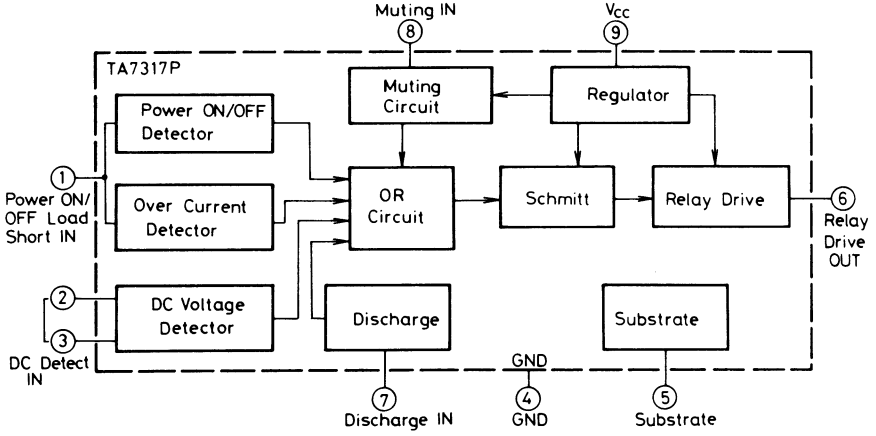 Muting IN
8
VCC
9
TA7317P
Power ON/OFF
Detector
Muting
Circuit
Regulator
1
Power ON/
OFF Load
Short IN
Over Current
Detector
OR
Circuit
Schmitt
Relay Drive
6
Relay
Drive
OUT
2
3
DC Detect
IN
DC Voltage
Detector
Discharge
Substrate
GND
7
Discharge IN
4
GND
5
Substrate